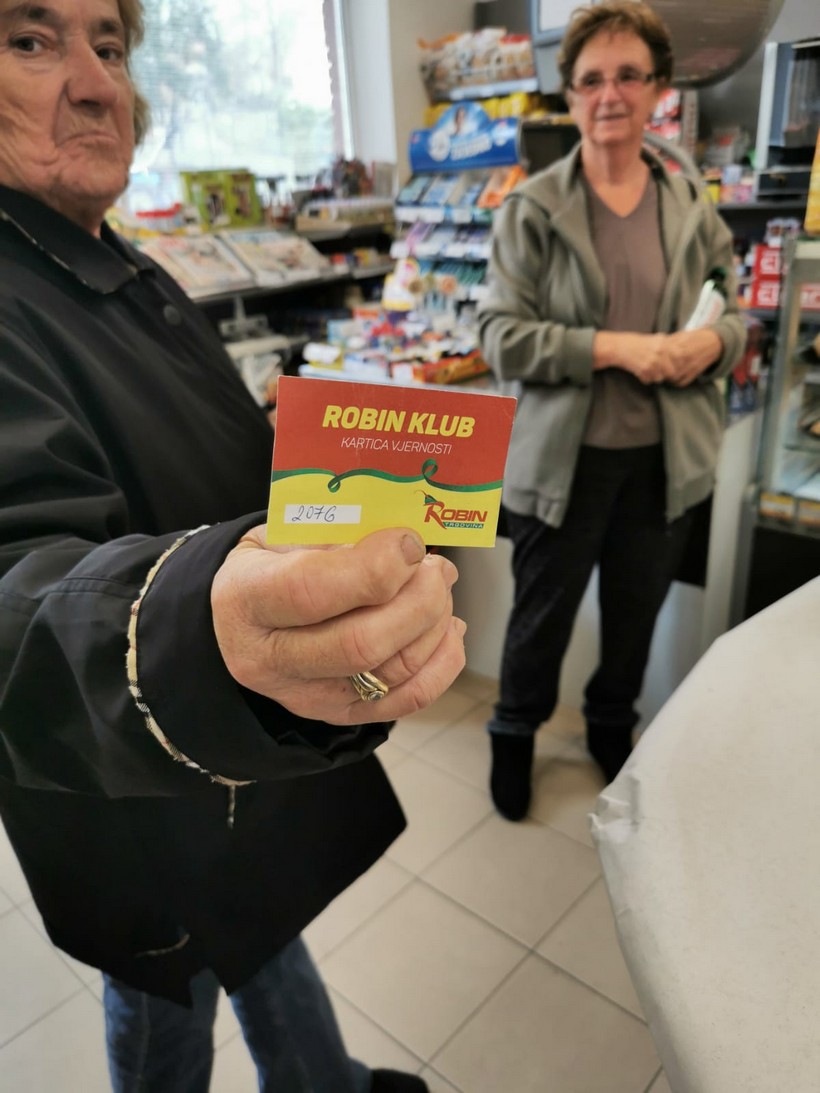 ROBIN KLUB
KARTICA VJERNOSTI
2076
ROBIN
TRGOVINA